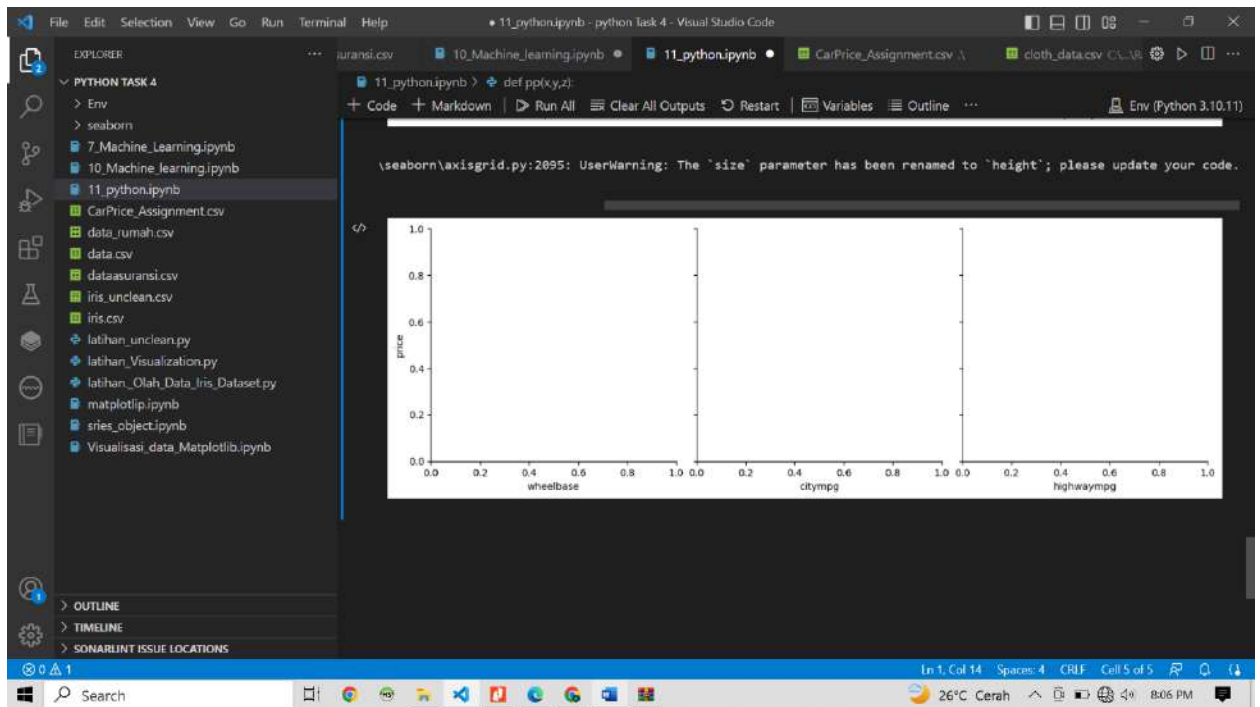 File Edit Selection View Go Run Terminal Help
● 11_python.ipynb - python Task 4 - Visual Studio Code
EXPLORER
PYTHON TASK 4
Env
seaborn
7_Machine_Learning.ipynb
10_Machine_learning.ipynb
11_python.ipynb
CarPrice_Assignment.csv
data_rumah.csv
data.csv
dataasuransi.csv
iris_unclean.csv
iris.csv
latihan_unclean.py
latihan_Visualization.py
latihan_Olah_Data_Iris_Dataset.py
matplotlip.ipynb
sries_object.ipynb
Visualisasi_data_Matplotlib.ipynb
OUTLINE
TIMELINE
SONARLINT ISSUE LOCATIONS
uransi.csv 10_Machine_learning.ipynb ● 11_python.ipynb ● CarPrice_Assignment.csv .\ cloth_data.csv
11_python.ipynb > def pp(x,y,z):
+ Code + Markdown Run All Clear All Outputs Restart Variables Outline ... Env (Python 3.10.11)
\seaborn\axisgrid.py:2095: UserWarning: The `size` parameter has been renamed to `height`; please update your code.
</>
1.0
0.8
0.6
0.4
0.2
0.0
price
0.0 0.2 0.4 0.6 0.8 1.0 0.0 0.2 0.4 0.6 0.8 1.0 0.0 0.2 0.4 0.6 0.8 1.0
wheelbase citympg highwaympg
2
1
0 1
Ln 1, Col 14 Spaces: 4 CRLF Cell 5 of 5
Search
26°C Cerah 8:06 PM